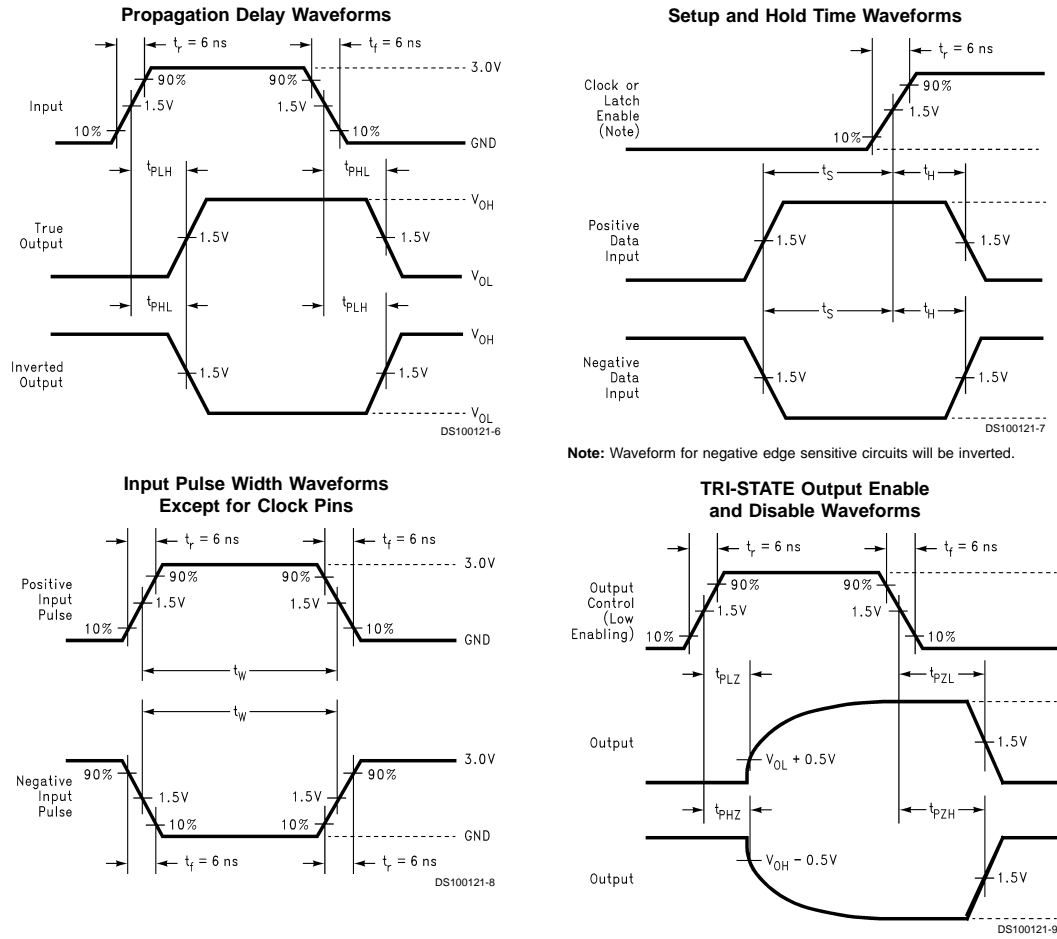 Propagation Delay Waveforms
t_r = 6 ns
t_f = 6 ns
3.0V
90%
90%
Input
1.5V
1.5V
10%
10%
GND
t_PLH
t_PHL
V_OH
True
Output
1.5V
1.5V
V_OL
t_PHL
t_PLH
V_OH
Inverted
Output
1.5V
1.5V
V_OL
DS100121-6
Setup and Hold Time Waveforms
t_r = 6 ns
Clock or
Latch
Enable
(Note)
90%
1.5V
10%
t_S
t_H
Positive
Data
Input
1.5V
1.5V
t_S
t_H
Negative
Data
Input
1.5V
1.5V
DS100121-7
Note: Waveform for negative edge sensitive circuits will be inverted.
Input Pulse Width Waveforms
Except for Clock Pins
t_r = 6 ns
t_f = 6 ns
3.0V
90%
90%
Positive
Input
Pulse
1.5V
1.5V
10%
10%
GND
t_W
t_W
3.0V
90%
90%
Negative
Input
Pulse
1.5V
1.5V
10%
10%
GND
t_f = 6 ns
t_r = 6 ns
DS100121-8
TRI-STATE Output Enable
and Disable Waveforms
t_r = 6 ns
t_f = 6 ns
90%
90%
Output
Control
(Low
Enabling)
1.5V
1.5V
10%
10%
t_PLZ
t_PZL
Output
V_OL + 0.5V
1.5V
t_PHZ
t_PZH
Output
V_OH − 0.5V
1.5V
DS100121-9